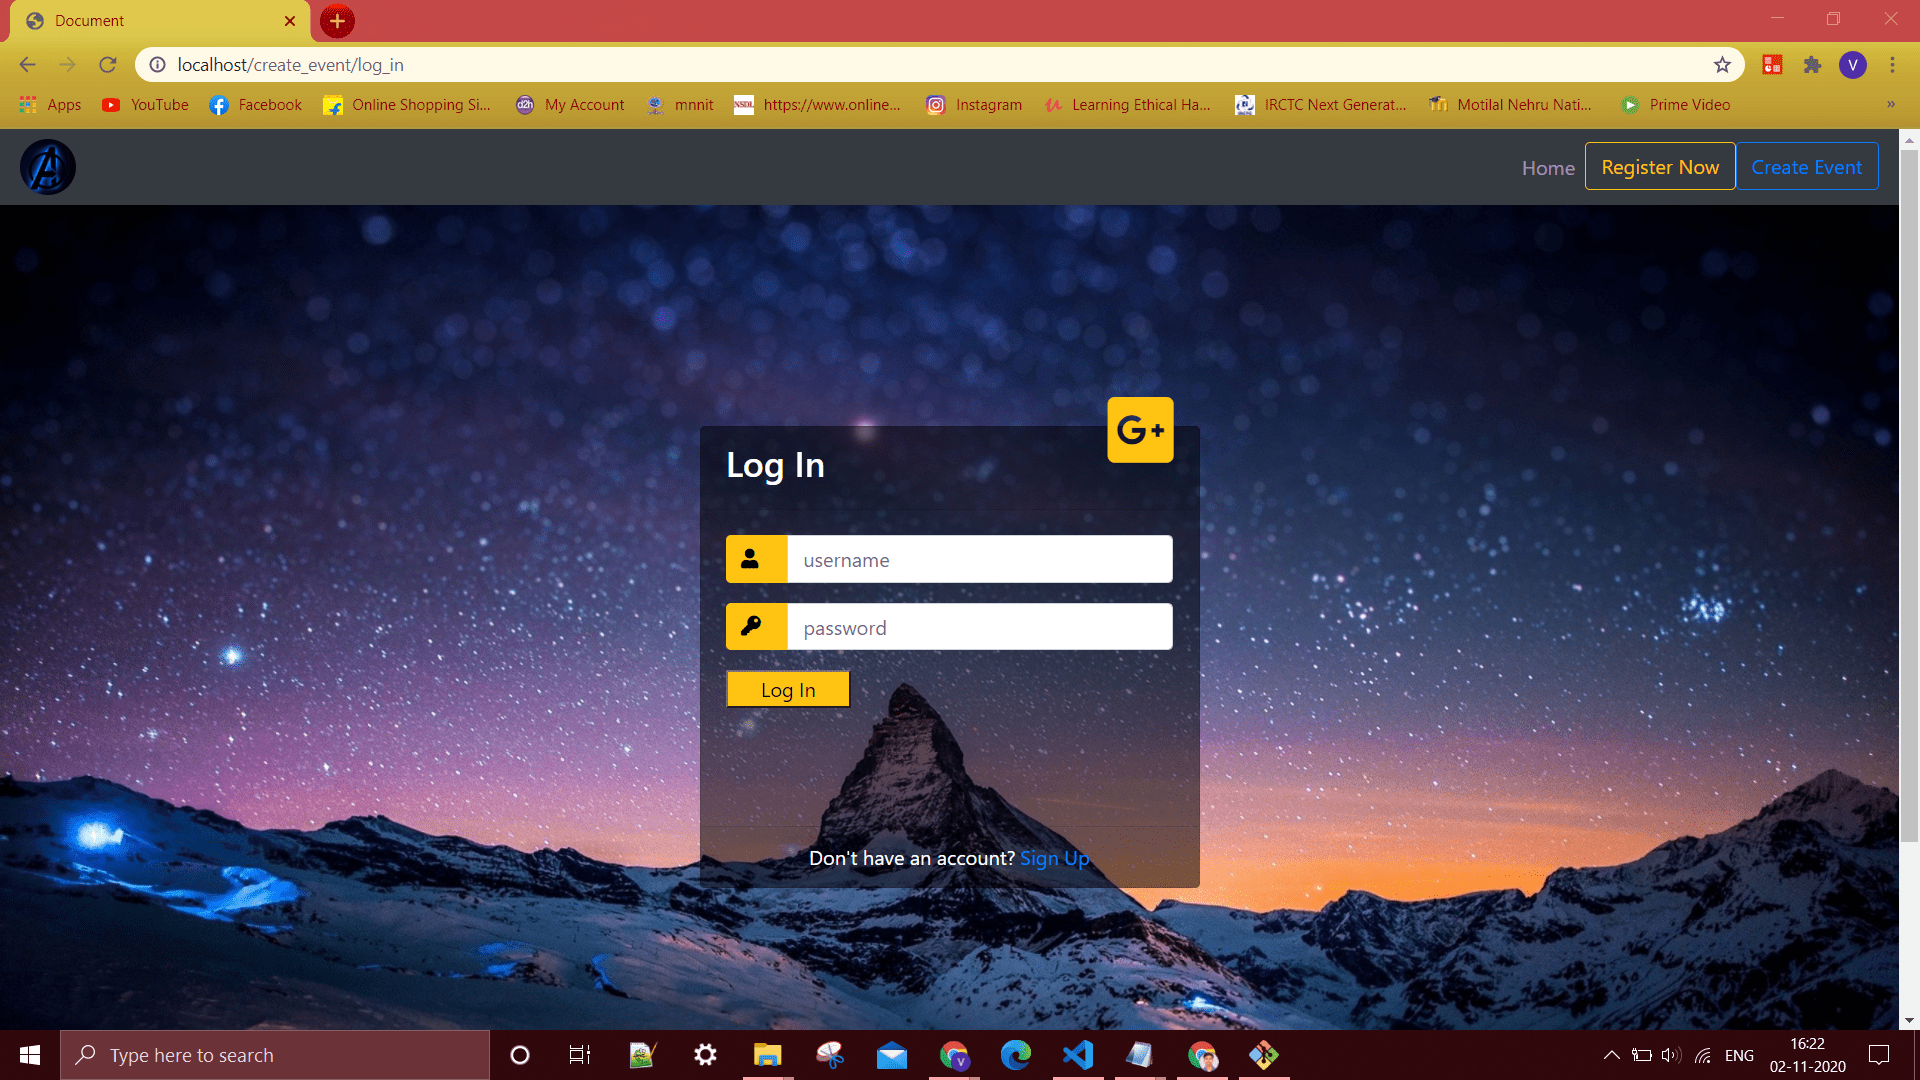 Document
localhost/create_event/log_in
Apps YouTube Facebook Online Shopping Si... My Account mnnit NSDL https://www.online... Instagram Learning Ethical Ha... IRCTC Next Generat... Motilal Nehru Nati... Prime Video »
Home Register Now Create Event
G+
Log In
username
password
Log In
Don't have an account? Sign Up
Type here to search
ENG
16:22
02-11-2020